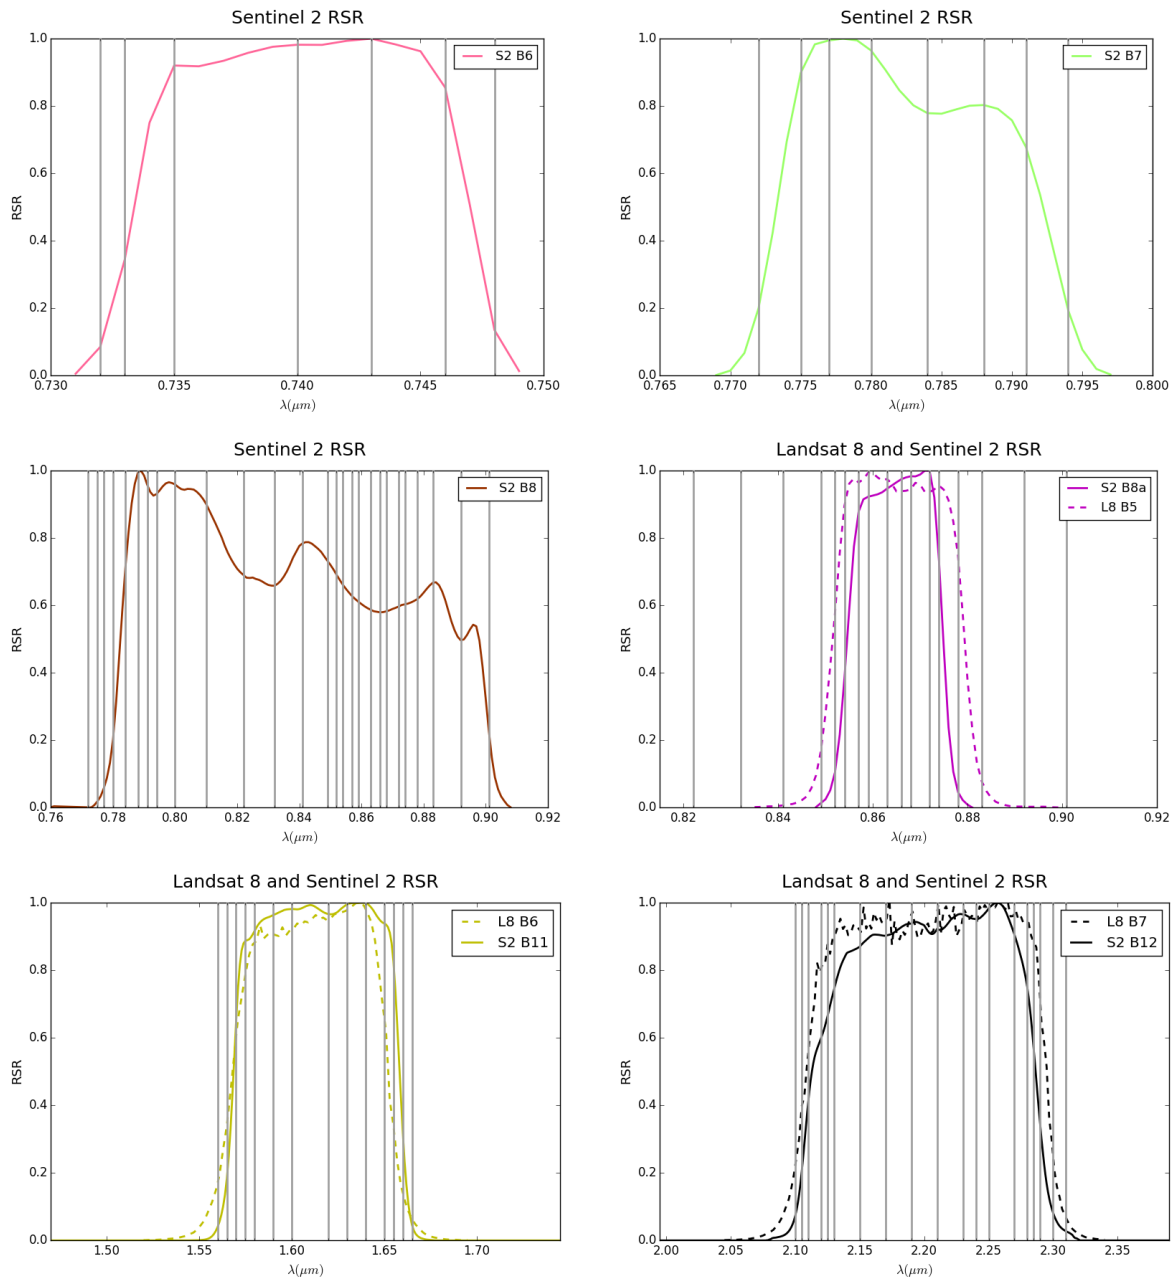 Sentinel 2 RSR
1.0
0.8
0.6
0.4
0.2
0.0
RSR
S2 B6
0.730 0.735 0.740 0.745 0.750
λ(μm)
Sentinel 2 RSR
1.0
0.8
0.6
0.4
0.2
0.0
RSR
S2 B7
0.765 0.770 0.775 0.780 0.785 0.790 0.795 0.800
λ(μm)
Sentinel 2 RSR
1.0
0.8
0.6
0.4
0.2
0.0
RSR
S2 B8
0.76 0.78 0.80 0.82 0.84 0.86 0.88 0.90 0.92
λ(μm)
Landsat 8 and Sentinel 2 RSR
1.0
0.8
0.6
0.4
0.2
0.0
RSR
S2 B8a
L8 B5
0.82 0.84 0.86 0.88 0.90 0.92
λ(μm)
Landsat 8 and Sentinel 2 RSR
1.0
0.8
0.6
0.4
0.2
0.0
RSR
L8 B6
S2 B11
1.50 1.55 1.60 1.65 1.70
λ(μm)
Landsat 8 and Sentinel 2 RSR
1.0
0.8
0.6
0.4
0.2
0.0
RSR
L8 B7
S2 B12
2.00 2.05 2.10 2.15 2.20 2.25 2.30 2.35
λ(μm)